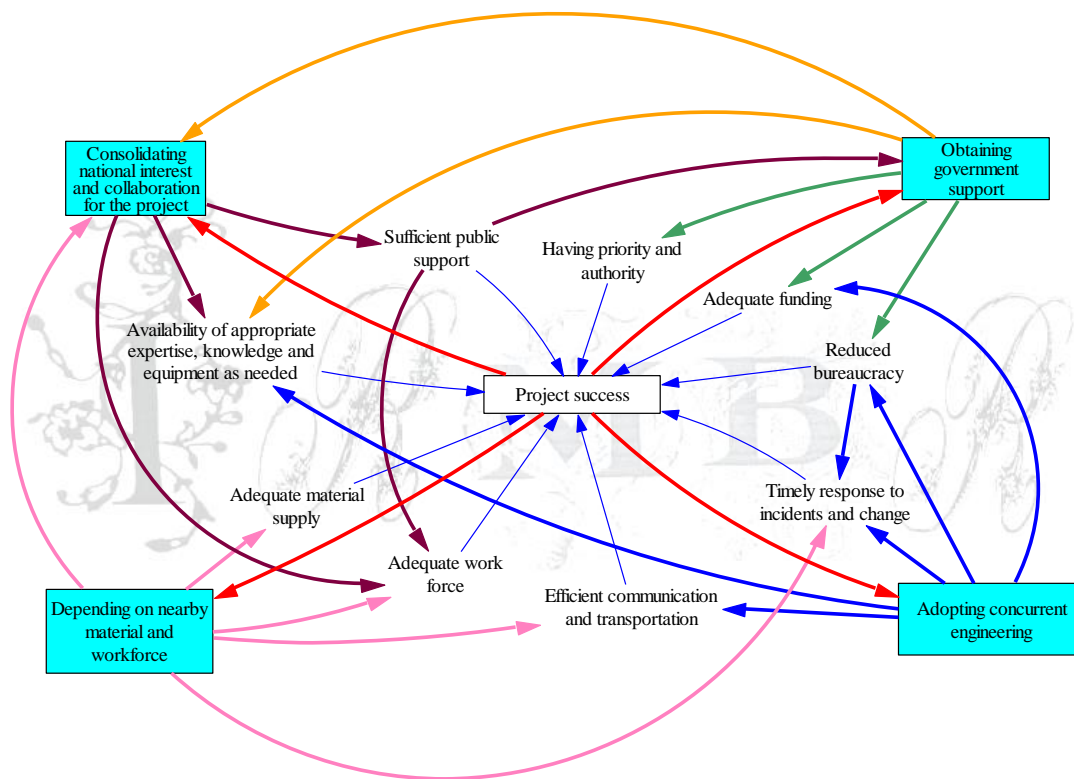 Consolidating
national interest
and collaboration
for the project
Obtaining
government
support
Sufficient public
support
Having priority and
authority
Adequate funding
Availability of appropriate
expertise, knowledge and
equipment as needed
Reduced
bureaucracy
Project success
Adequate material
supply
Timely response to
incidents and change
Adequate work
force
Efficient communication
and transportation
Depending on nearby
material and
workforce
Adopting concurrent
engineering